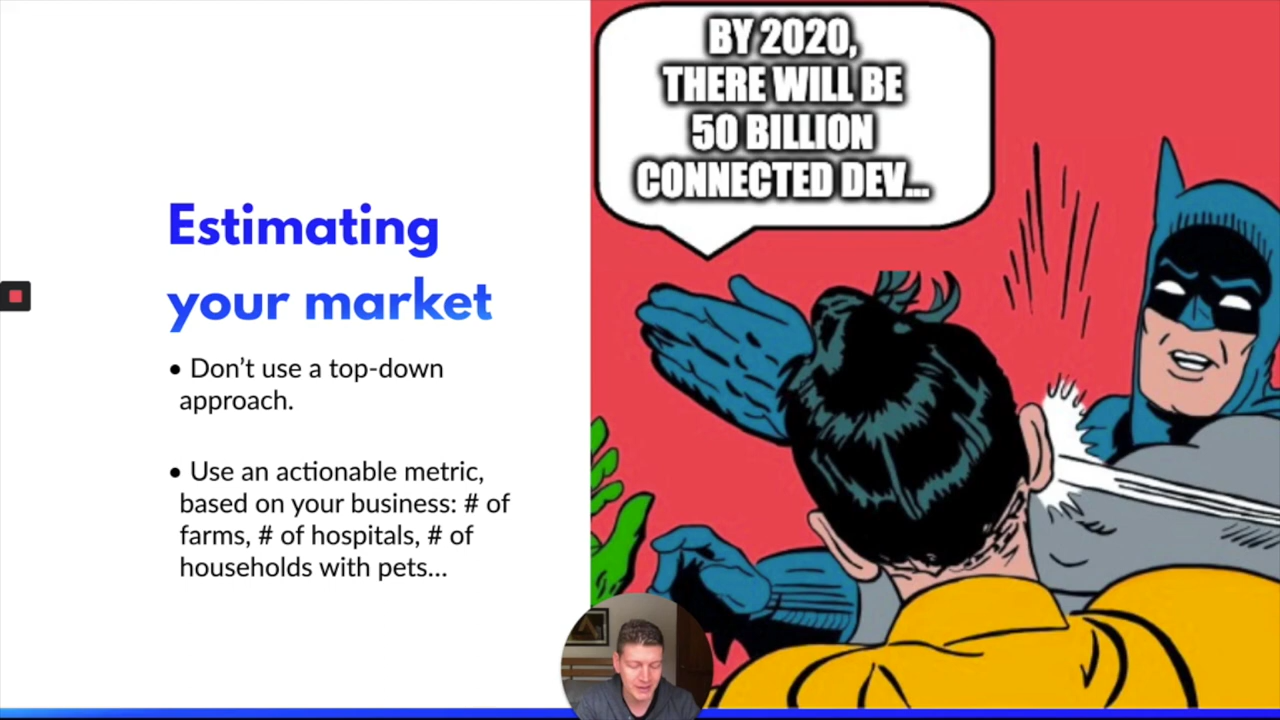 Estimating
your market
• Don’t use a top-down
approach.
• Use an actionable metric,
based on your business: # of
farms, # of hospitals, # of
households with pets...
BY 2020,
THERE WILL BE
50 BILLION
CONNECTED DEV...